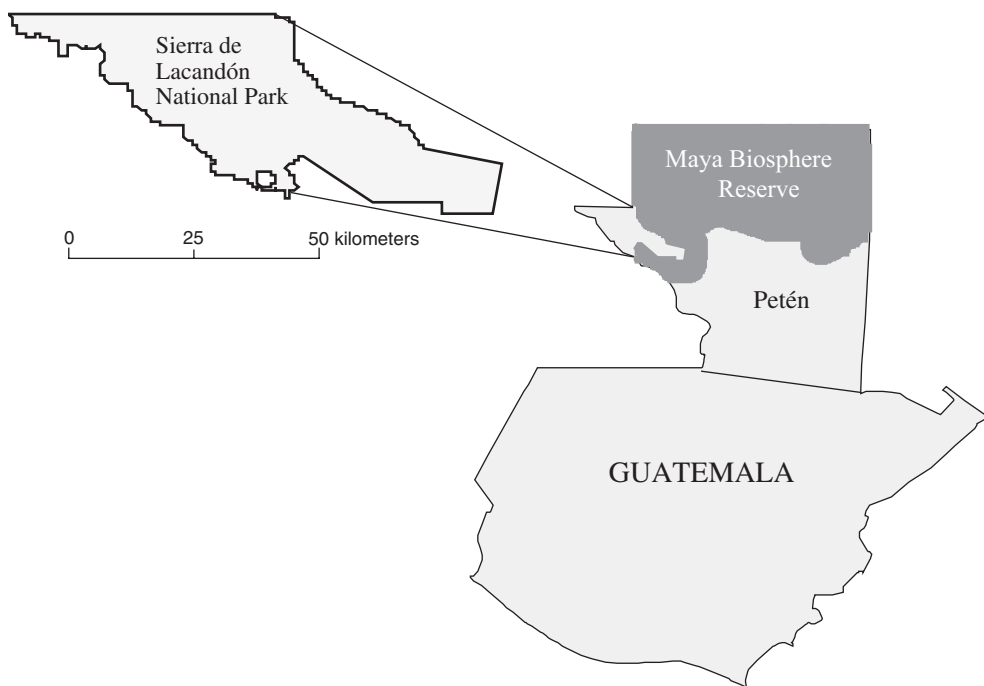 Sierra de
Lacandón
National Park
Maya Biosphere
Reserve
0 25 50 kilometers
Petén
GUATEMALA